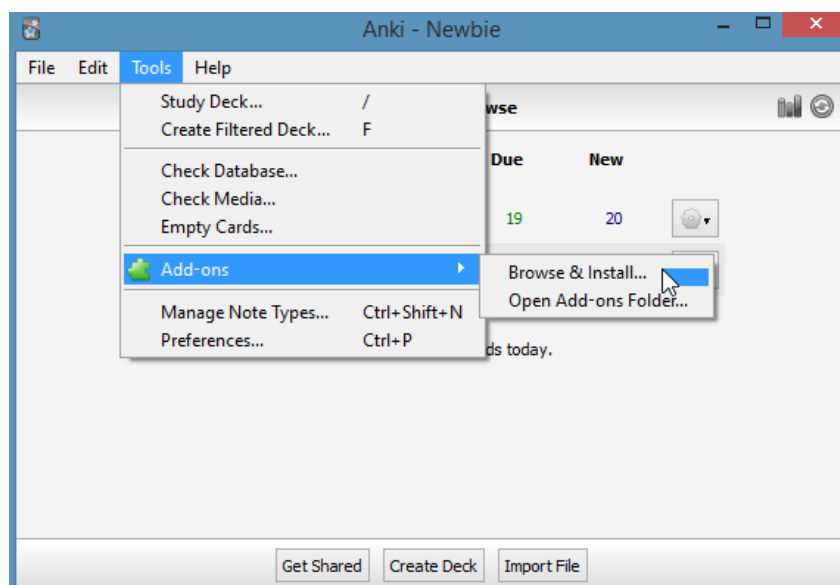 Anki - Newbie
File Edit Tools Help
Study Deck... /
Create Filtered Deck... F
Check Database...
Check Media...
Empty Cards...
Add-ons
Manage Note Types... Ctrl+Shift+N
Preferences... Ctrl+P
wse
Due New
19 20
Browse & Install...
Open Add-ons Folder...
ds today.
Get Shared Create Deck Import File